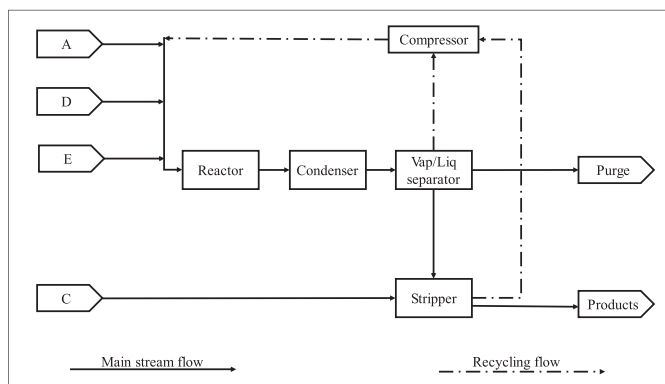 A
Compressor
D
E
Reactor
Condenser
Vap/Liq
separator
Purge
C
Stripper
Products
Main stream flow
Recycling flow